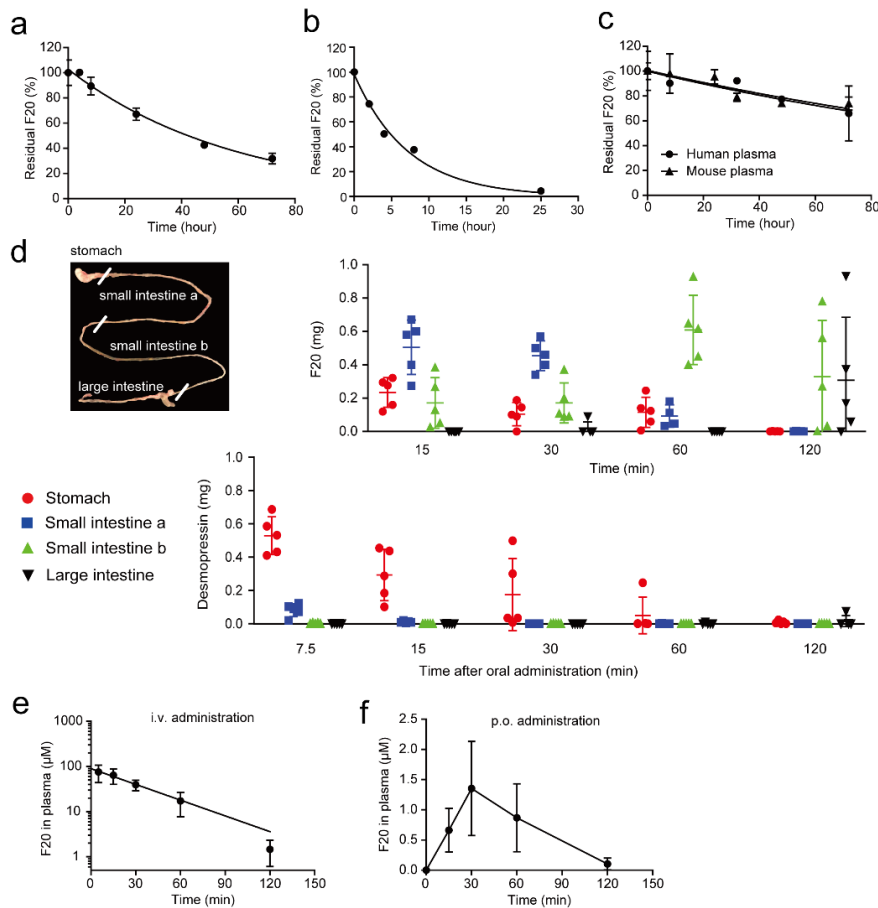 a
Residual F20 (%)
120
100
80
60
40
20
0
0 20 40 60 80
Time (hour)
b
Residual F20 (%)
120
100
80
60
40
20
0
0 5 10 15 20 25 30
Time (hour)
c
Residual F20 (%)
120
100
80
60
40
20
0
Human plasma
Mouse plasma
0 20 40 60 80
Time (hour)
d
stomach
small intestine a
small intestine b
large intestine
F20 (mg)
1.0
0.8
0.6
0.4
0.2
0.0
15 30 60 120
Time (min)
Stomach
Small intestine a
Small intestine b
Large intestine
Desmopressin (mg)
1.0
0.8
0.6
0.4
0.2
0.0
7.5 15 30 60 120
Time after oral administration (min)
e
i.v. administration
F20 in plasma (µM)
1000
100
10
1
0 30 60 90 120 150
Time (min)
f
p.o. administration
F20 in plasma (µM)
2.5
2.0
1.5
1.0
0.5
0.0
0 30 60 90 120 150
Time (min)